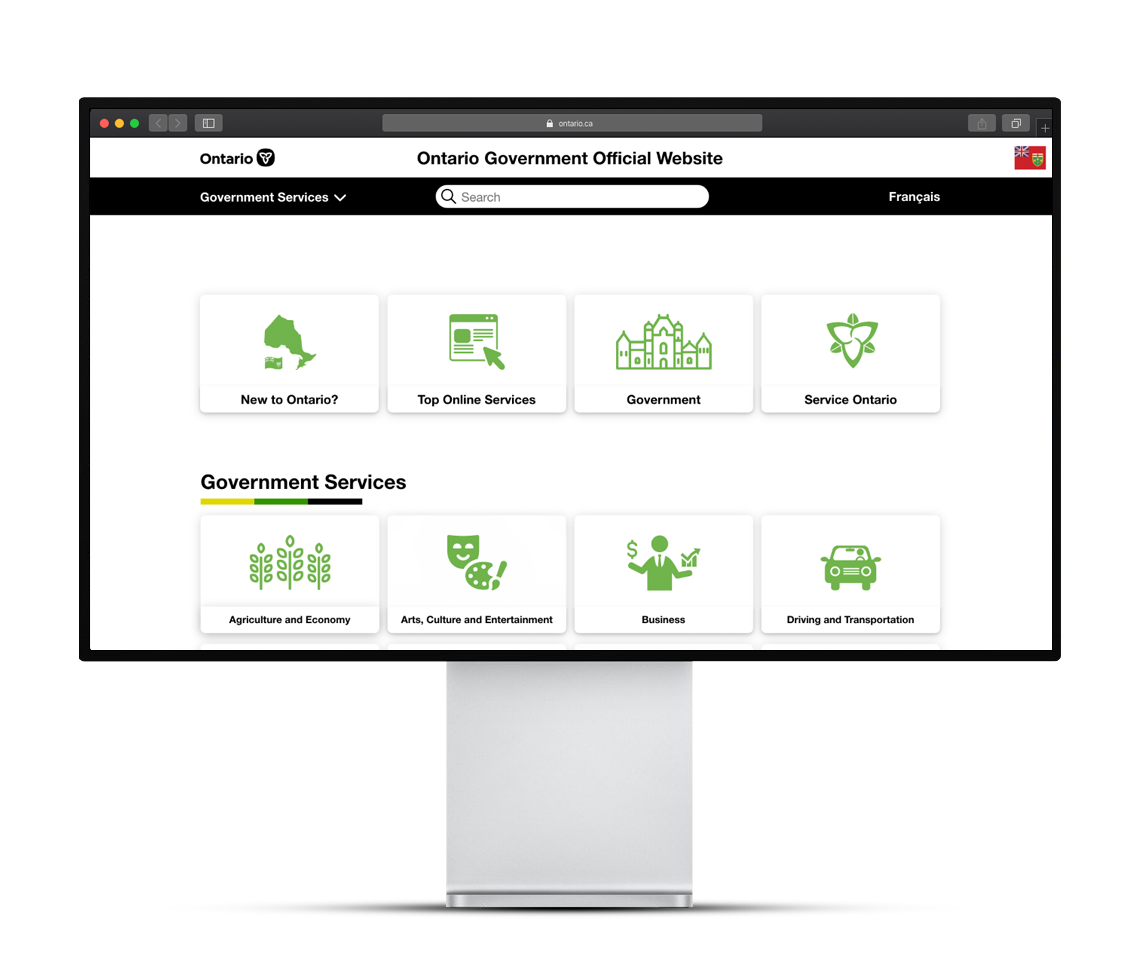 ontario.ca
Ontario
Ontario Government Official Website
Government Services
Search
Français
New to Ontario?
Top Online Services
Government
Service Ontario
Government Services
Agriculture and Economy
Arts, Culture and Entertainment
Business
Driving and Transportation